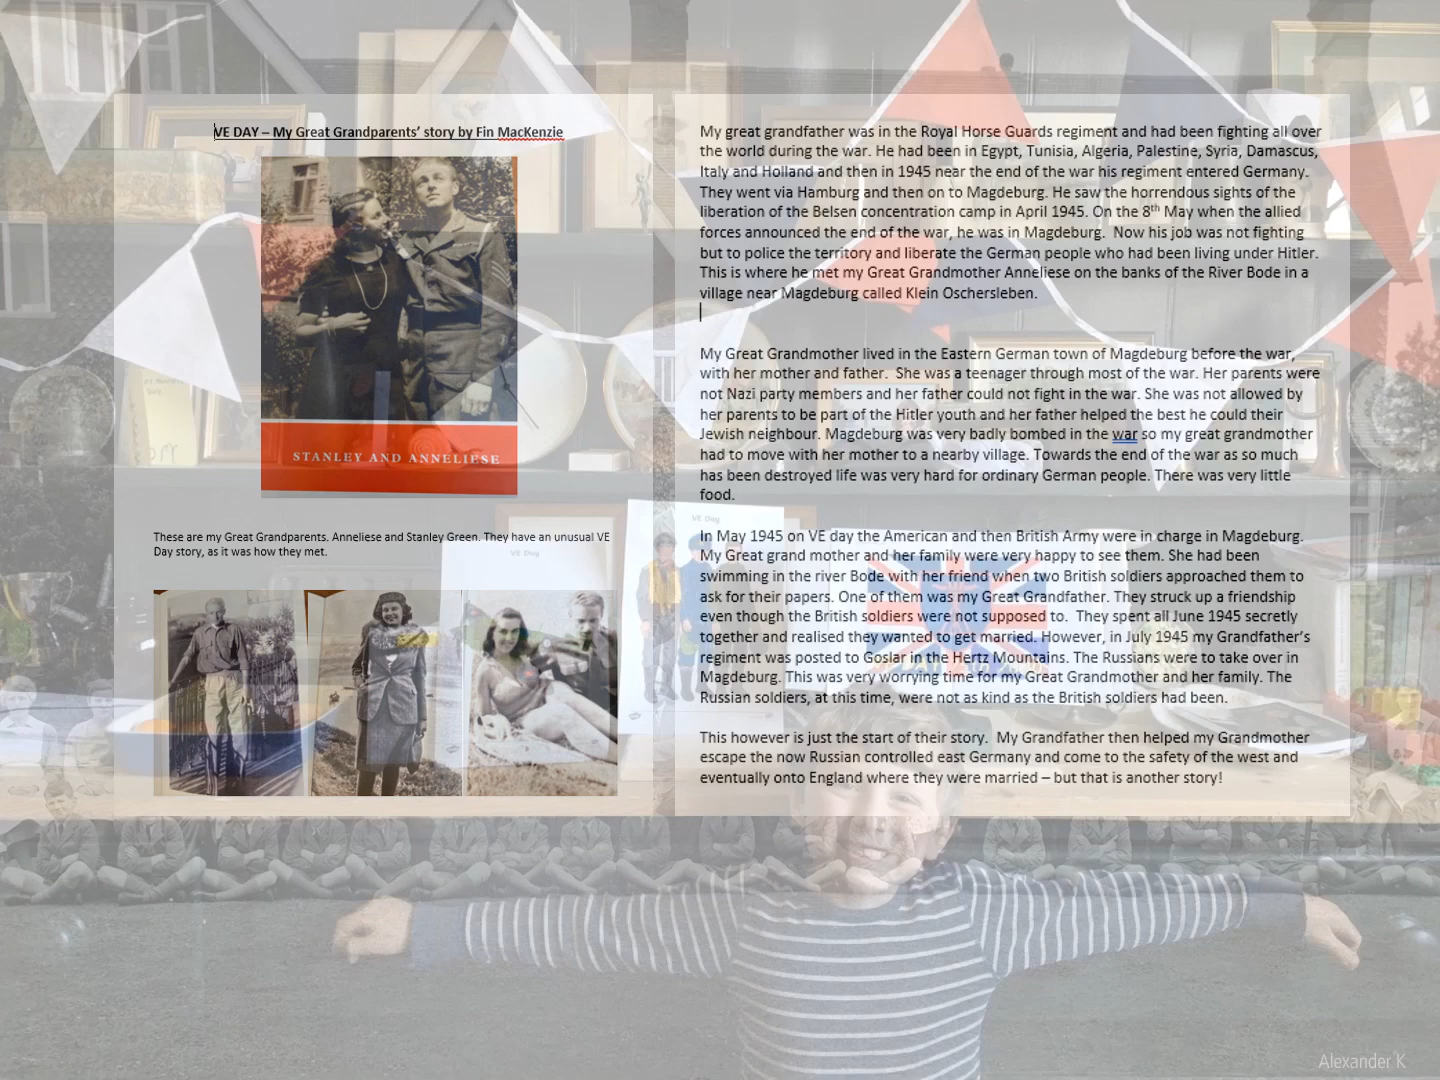 VE DAY – My Great Grandparents' story by Fin MacKenzie
STANLEY AND ANNELIESE
These are my Great Grandparents. Anneliese and Stanley Green. They have an unusual VE
Day story, as it was how they met.
My great grandfather was in the Royal Horse Guards regiment and had been fighting all over
the world during the war. He had been in Egypt, Tunisia, Algeria, Palestine, Syria, Damascus,
Italy and Holland and then in 1945 near the end of the war his regiment entered Germany.
They went via Hamburg and then on to Magdeburg. He saw the horrendous sights of the
liberation of the Belsen concentration camp in April 1945. On the 8th May when the allied
forces announced the end of the war, he was in Magdeburg.  Now his job was not fighting
but to police the territory and liberate the German people who had been living under Hitler.
This is where he met my Great Grandmother Anneliese on the banks of the River Bode in a
village near Magdeburg called Klein Oschersleben.
My Great Grandmother lived in the Eastern German town of Magdeburg before the war,
with her mother and father.  She was a teenager through most of the war. Her parents were
not Nazi party members and her father could not fight in the war. She was not allowed by
her parents to be part of the Hitler youth and her father helped the best he could their
Jewish neighbour. Magdeburg was very badly bombed in the war so my great grandmother
had to move with her mother to a nearby village. Towards the end of the war as so much
has been destroyed life was very hard for ordinary German people. There was very little
food.
In May 1945 on VE day the American and then British Army were in charge in Magdeburg.
My Great grand mother and her family were very happy to see them. She had been
swimming in the river Bode with her friend when two British soldiers approached them to
ask for their papers. One of them was my Great Grandfather. They struck up a friendship
even though the British soldiers were not supposed to.  They spent all June 1945 secretly
together and realised they wanted to get married. However, in July 1945 my Grandfather's
regiment was posted to Goslar in the Hertz Mountains. The Russians were to take over in
Magdeburg. This was very worrying time for my Great Grandmother and her family. The
Russian soldiers, at this time, were not as kind as the British soldiers had been.
This however is just the start of their story.  My Grandfather then helped my Grandmother
escape the now Russian controlled east Germany and come to the safety of the west and
eventually onto England where they were married – but that is another story!
VE Day
VE Day
Alexander K